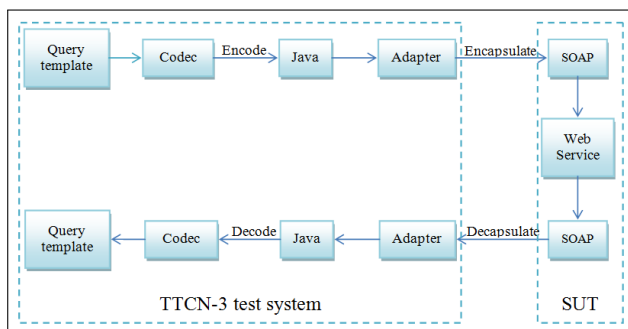 Query template
Codec
Encode
Java
Adapter
Encapsulate
SOAP
Web Service
Query template
Codec
Decode
Java
Adapter
Decapsulate
SOAP
TTCN-3 test system
SUT